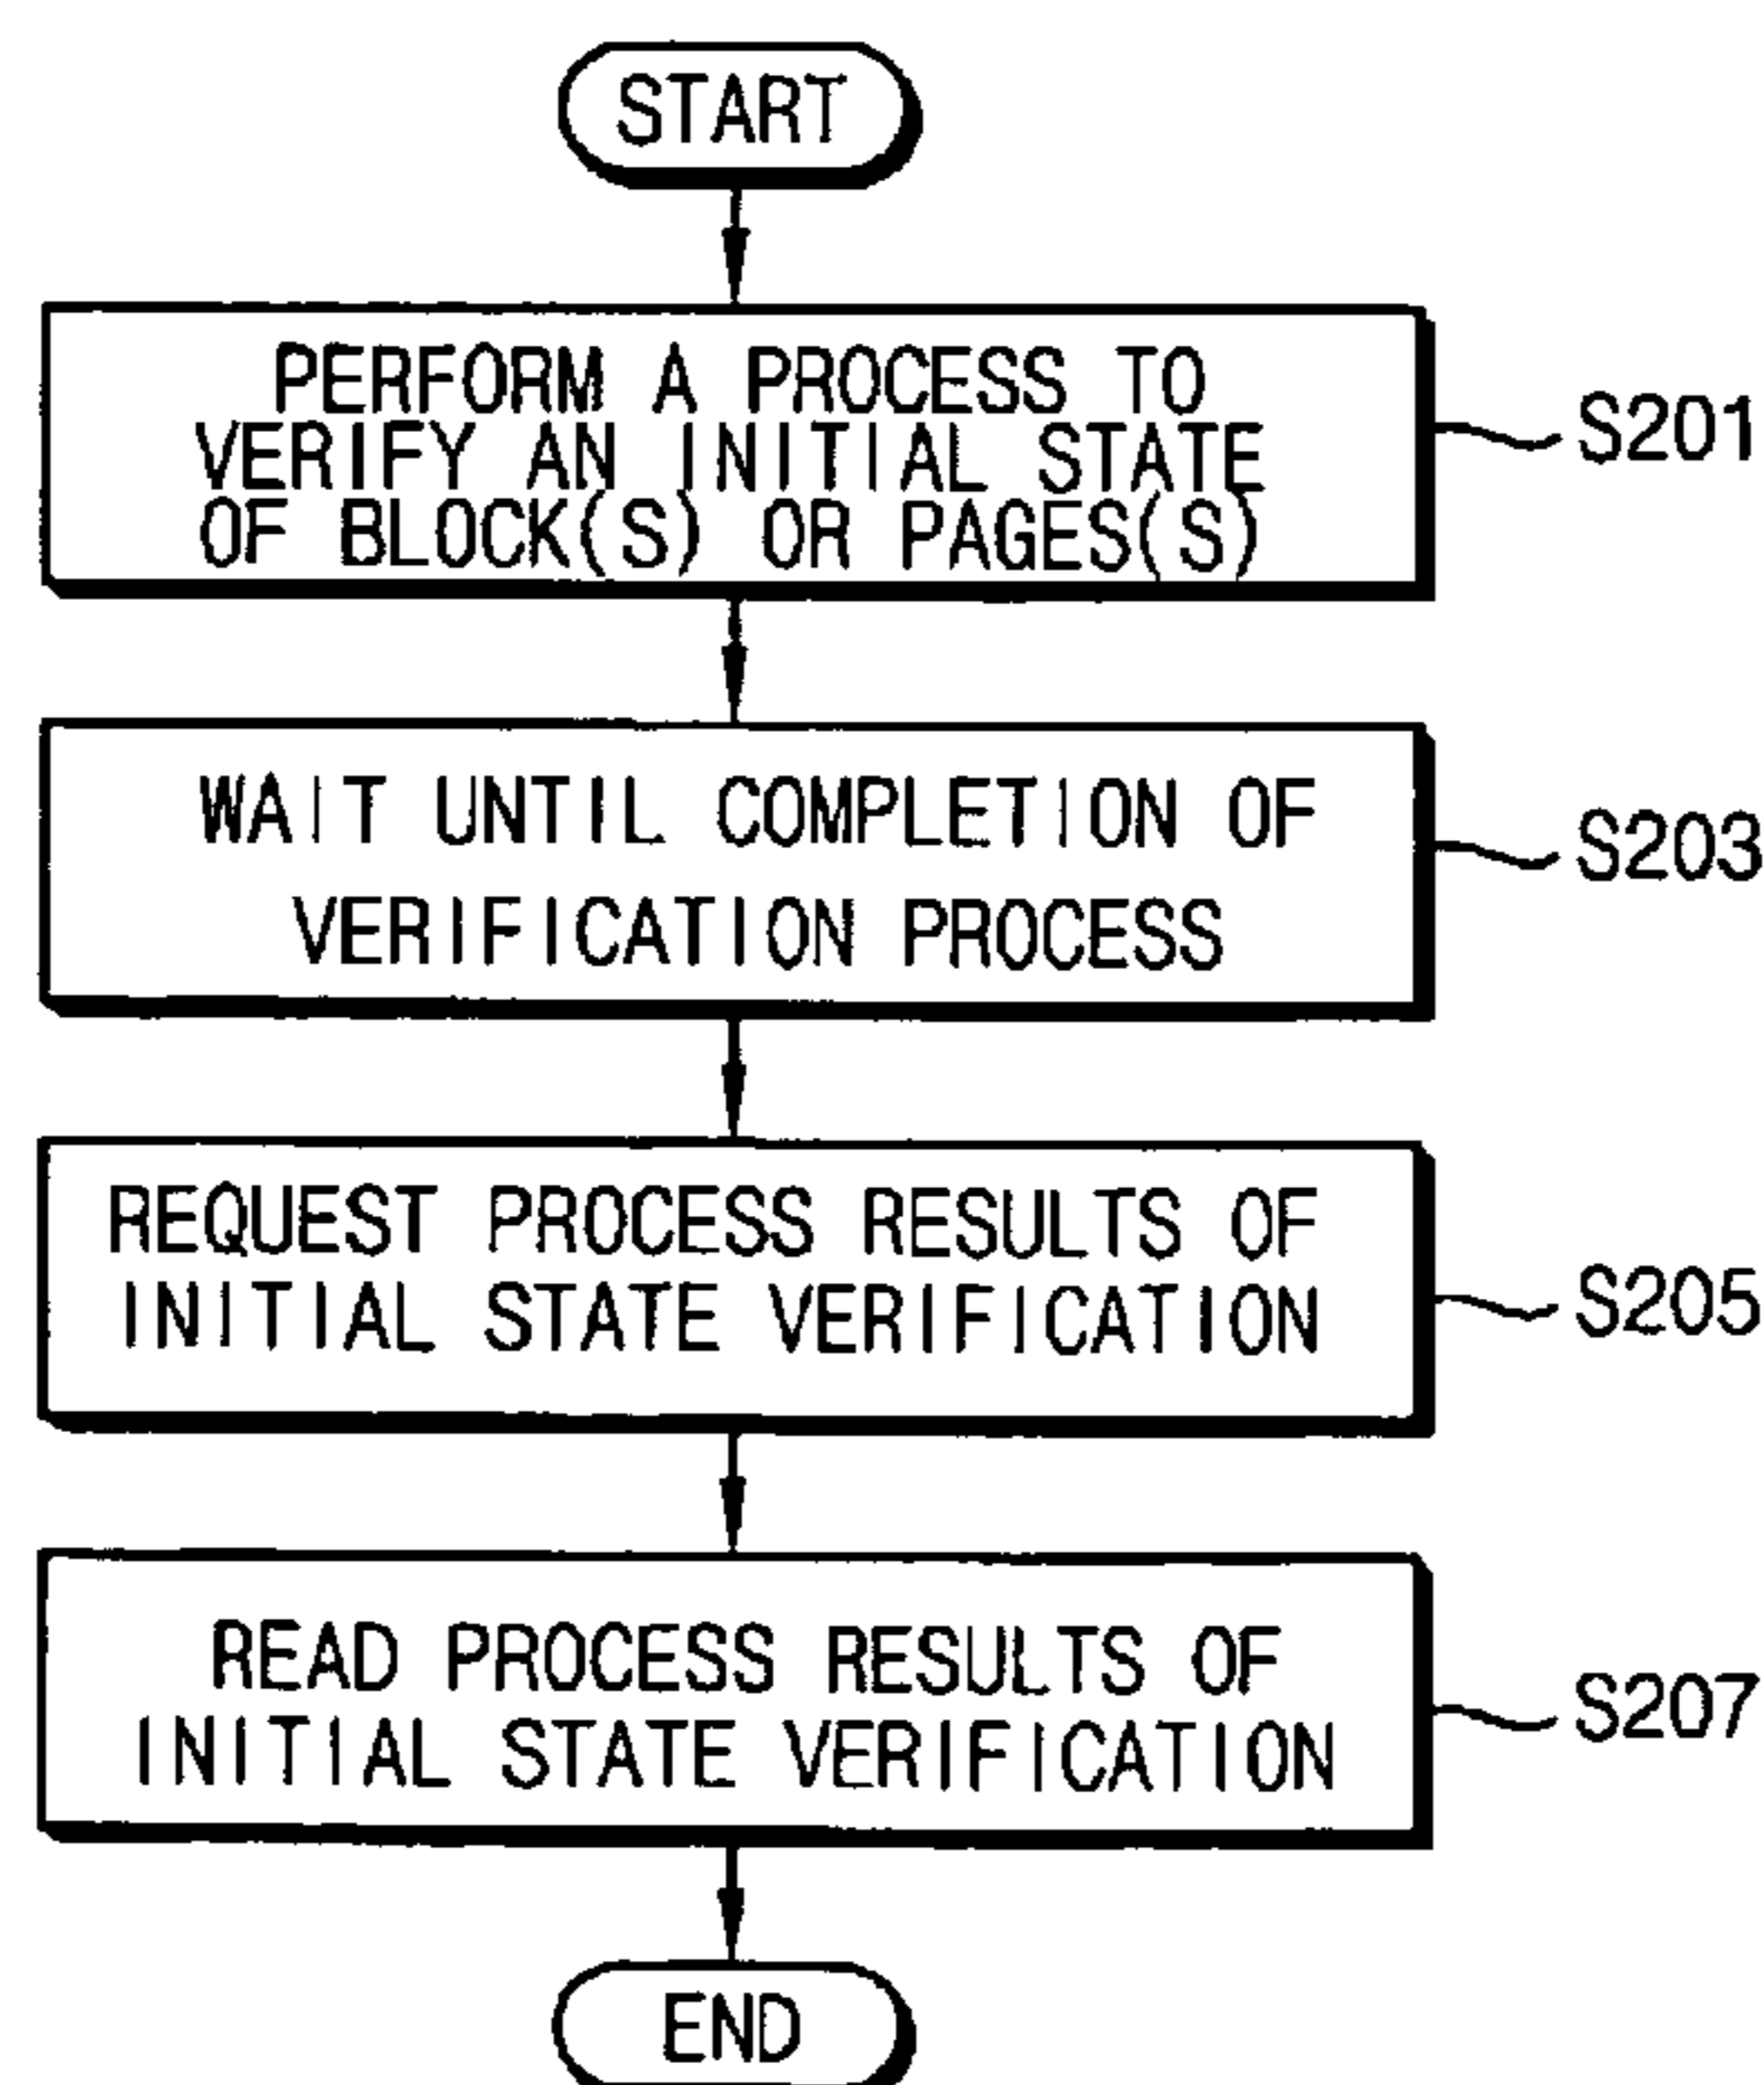 START
PERFORM A PROCESS TO
VERIFY AN INITIAL STATE
OF BLOCK(S) OR PAGES(S)
S201
WAIT UNTIL COMPLETION OF
VERIFICATION PROCESS
S203
REQUEST PROCESS RESULTS OF
INITIAL STATE VERIFICATION
S205
READ PROCESS RESULTS OF
INITIAL STATE VERIFICATION
S207
END